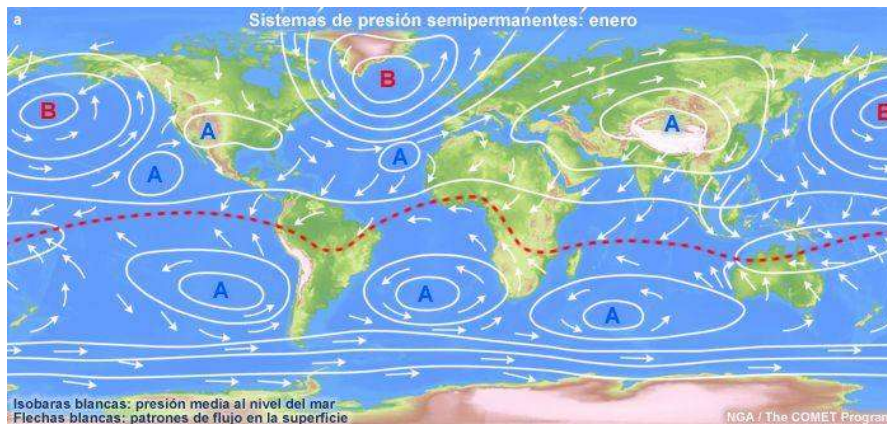 a
Sistemas de presión semipermanentes: enero
B
B
A
A
A
A
A
A
A
Isobaras blancas: presión media al nivel del mar
Flechas blancas: patrones de flujo en la superficie
NGA / The COMET Program